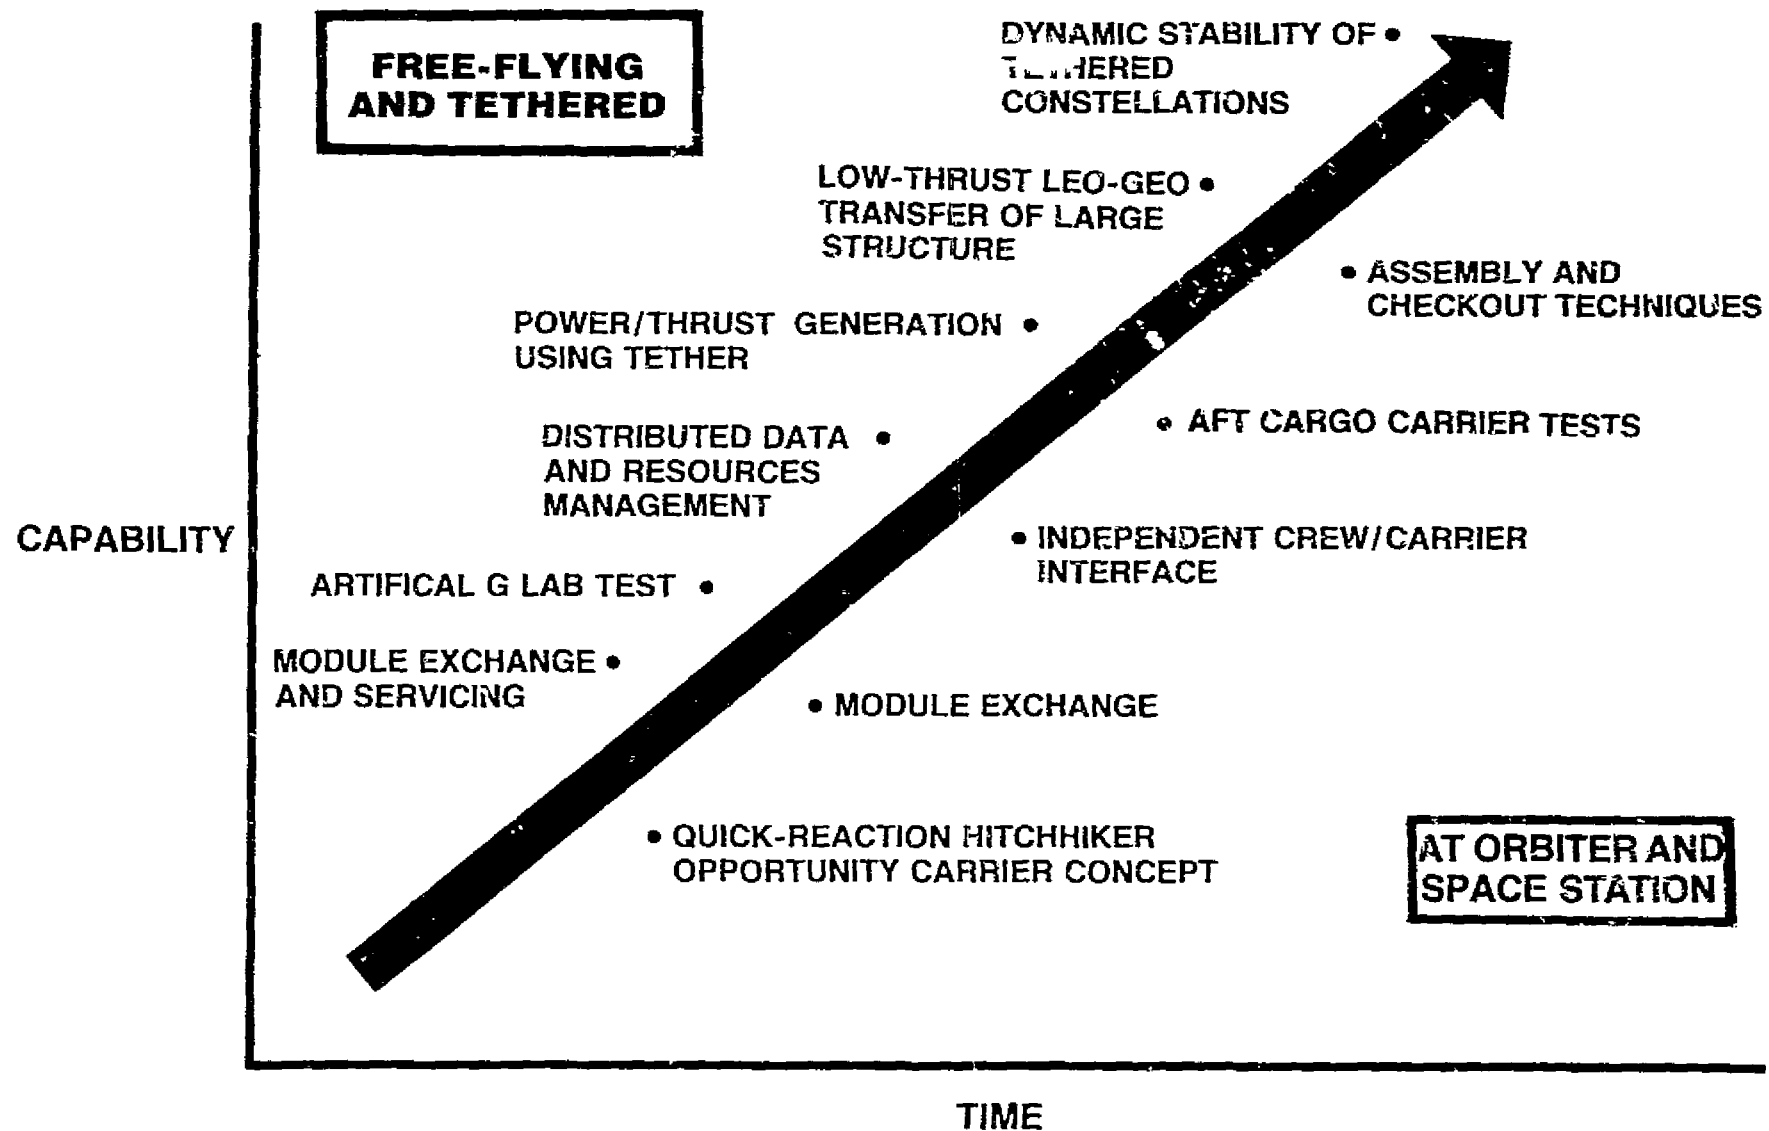 FREE-FLYING
AND TETHERED
DYNAMIC STABILITY OF •
TETHERED
CONSTELLATIONS
LOW-THRUST LEO-GEO •
TRANSFER OF LARGE
STRUCTURE
• ASSEMBLY AND
CHECKOUT TECHNIQUES
POWER/THRUST GENERATION •
USING TETHER
• AFT CARGO CARRIER TESTS
DISTRIBUTED DATA •
AND RESOURCES
MANAGEMENT
CAPABILITY
• INDEPENDENT CREW/CARRIER
INTERFACE
ARTIFICAL G LAB TEST •
MODULE EXCHANGE •
AND SERVICING
• MODULE EXCHANGE
• QUICK-REACTION HITCHHIKER
OPPORTUNITY CARRIER CONCEPT
AT ORBITER AND
SPACE STATION
TIME